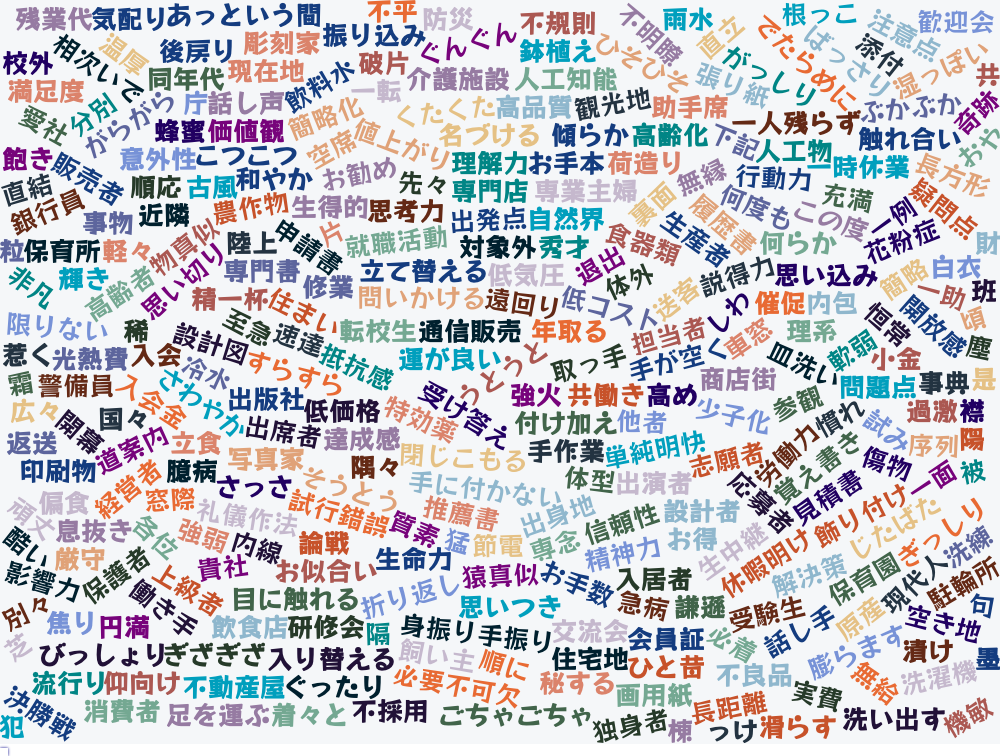 残業代
気配り
あっという間
不平
防災
不規則
不明瞭
雨水
直立
でたらめに
根っこ
ばっさり
注意点
歓迎会
校外
相次いで
温厚
後戻り
彫刻家
振り込み
ぐんぐん
鉢植え
ひそひそ
がっしり
添付
湿っぽい
満足度
分別
同年代
現在地
飲料水
破片
介護施設
人工知能
張り紙
共
愛社
がらがら
庁
話し声
簡略化
一転
くたくた
高品質
観光地
助手席
ぶかぶか
奇跡
蜂蜜
価値観
空席
値上がり
名づける
傾らか
高齢化
下記
一人残らず
触れ合い
おや
飽き
販売者
意外性
こつこつ
お勧め
理解力
お手本
荷造り
無縁
人工物
一時休業
長方形
直結
銀行員
順応
古風
和やか
先々
専門店
専業主婦
裏面
行動力
充満
疑問点
事物
近隣
農作物
生得的
思考力
出発点
自然界
履歴書
何度も
この度
一例
粒
保育所
軽々
物真似
陸上
申請書
片
就職活動
対象外
秀才
食器類
生産者
何らか
花粉症
財
非凡
輝き
高齢者
思い切り
専門書
修業
立て替える
低気圧
退出
体外
送客
説得力
思い込み
簡略
白衣
精一杯
住まい
問いかける
遠回り
低コスト
しわ
催促
内包
一助
班
限りない
稀
設計図
至急
速達
転校生
通信販売
年取る
担当者
車窓
理系
恒常
開放感
頃
塵
惹く
光熱費
入会
冷水
すらすら
抵抗感
運が良い
うとうと
取っ手
手が空く
皿洗い
軟弱
小金
霜
警備員
入会金
さわやか
出版社
低価格
特効薬
受け答え
強火
共働き
高め
商店街
問題点
事典
是
広々
開幕
国々
出席者
達成感
付け加え
他者
少子化
参観
慣れ
試み
過激
襟
返送
道案内
立食
写真家
隅々
閉じこもる
手作業
単純明快
志願者
労働力
覚え書き
傷物
序列
陽
印刷物
経営者
臆病
さっさ
そうとう
手に付かない
体型
出演者
応募者
見積書
一面
被
偏食
窓際
礼儀作法
試行錯誤
質素
推薦書
出身地
信頼性
設計者
飾り付け
じたばた
ぎっしり
頑丈
息抜き
各位
強弱
内線
論戦
生命力
猛
節電
専念
精神力
お得
生中継
休暇明け
酷い
厳守
保護者
貴社
お似合い
折り返し
猿真似
お手数
入居者
解決策
保育園
現代人
洗練
影響力
働き手
上級者
目に触れる
思いつき
急病
謙遜
受験生
話し手
原産
駐輪所
別々
焦り
円満
飲食店
研修会
隔
身振り手振り
交流会
会員証
必着
膨らます
空き地
句
芝
びっしょり
ぎざぎざ
入り替える
飼い主
順に
住宅地
ひと昔
不良品
無給
漬け
墨
流行り
仰向け
不動産屋
ぐったり
必要不可欠
秘する
画用紙
長距離
実費
洗濯機
決勝戦
犯
消費者
足を運ぶ
着々と
不採用
ごちゃごちゃ
独身者
棟
つけ
滑らす
洗い出す
機敏